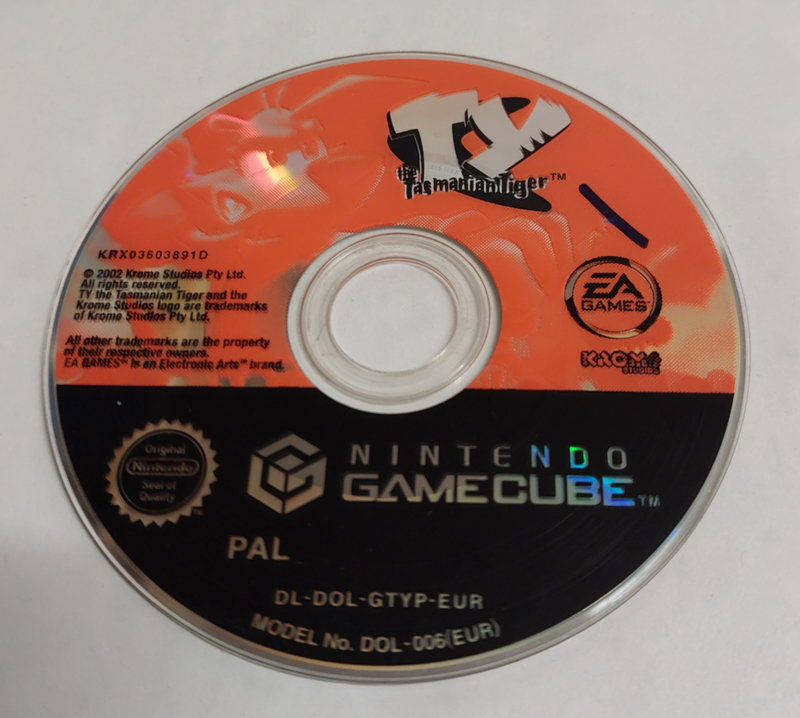 TY
the
Tasmanian Tiger™
KRX03603891D
© 2002 Krome Studios Pty Ltd.
All rights reserved.
TY the Tasmanian Tiger and the
Krome Studios logo are trademarks
of Krome Studios Pty Ltd.
All other trademarks are the property
of their respective owners.
EA GAMES™ is an Electronic Arts™ brand.
EA
GAMES™
KROME
STUDIOS
Original
Nintendo
Seal of
Quality
NINTENDO
GAMECUBE™
PAL
DL-DOL-GTYP-EUR
MODEL No. DOL-006(EUR)